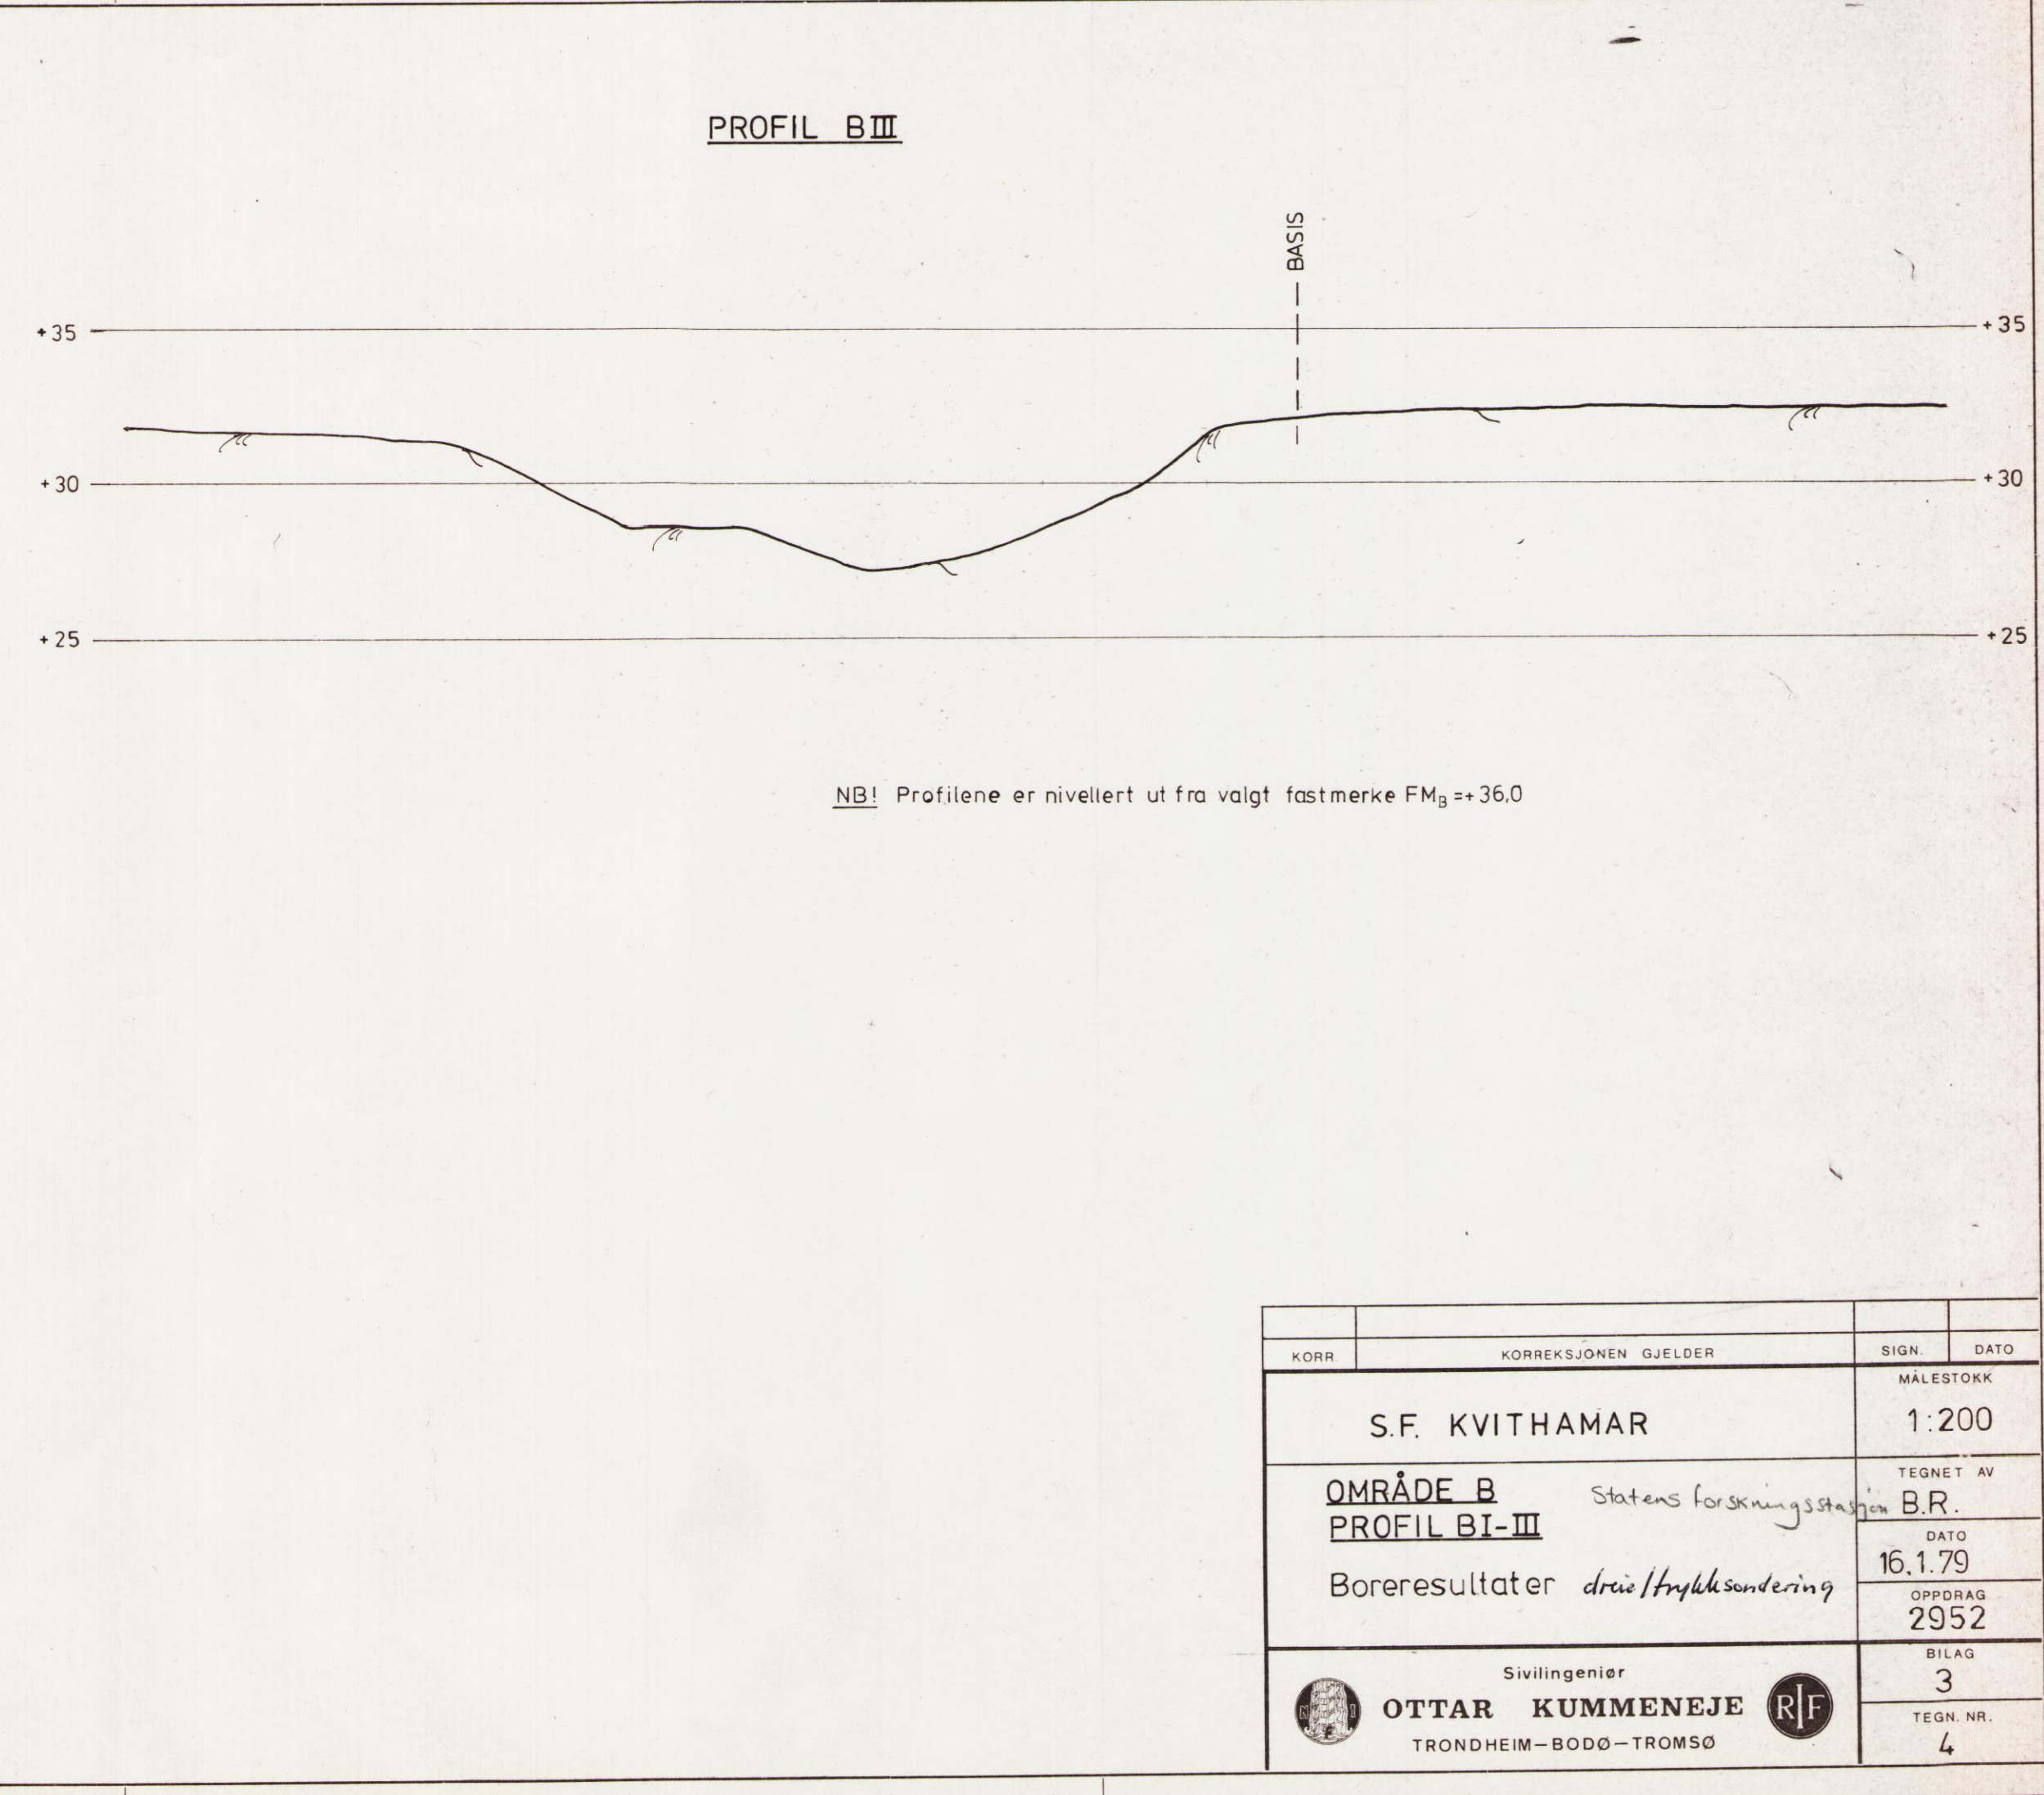 PROFIL BIII
BASIS
+35
+35
+30
+30
+25
+25
NB! Profilene er nivellert ut fra valgt fastmerke FMB =+36,0
KORR.
KORREKSJONEN GJELDER
SIGN.
DATO
S.F. KVITHAMAR
MÅLESTOKK
1:200
OMRÅDE B
PROFIL BI-III
Statens forskningsstasjon
Boreresultater dreie/trykksondering
TEGNET AV
B.R.
DATO
16.1.79
OPPDRAG
2952
Sivilingeniør
OTTAR KUMMENEJE
TRONDHEIM–BODØ–TROMSØ
N I F
RIF
BILAG
3
TEGN. NR.
4